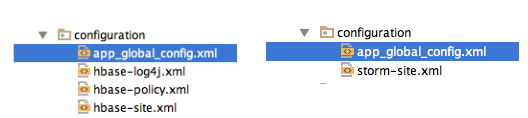 configuration
app_global_config.xml
hbase-log4j.xml
hbase-policy.xml
hbase-site.xml
configuration
app_global_config.xml
storm-site.xml